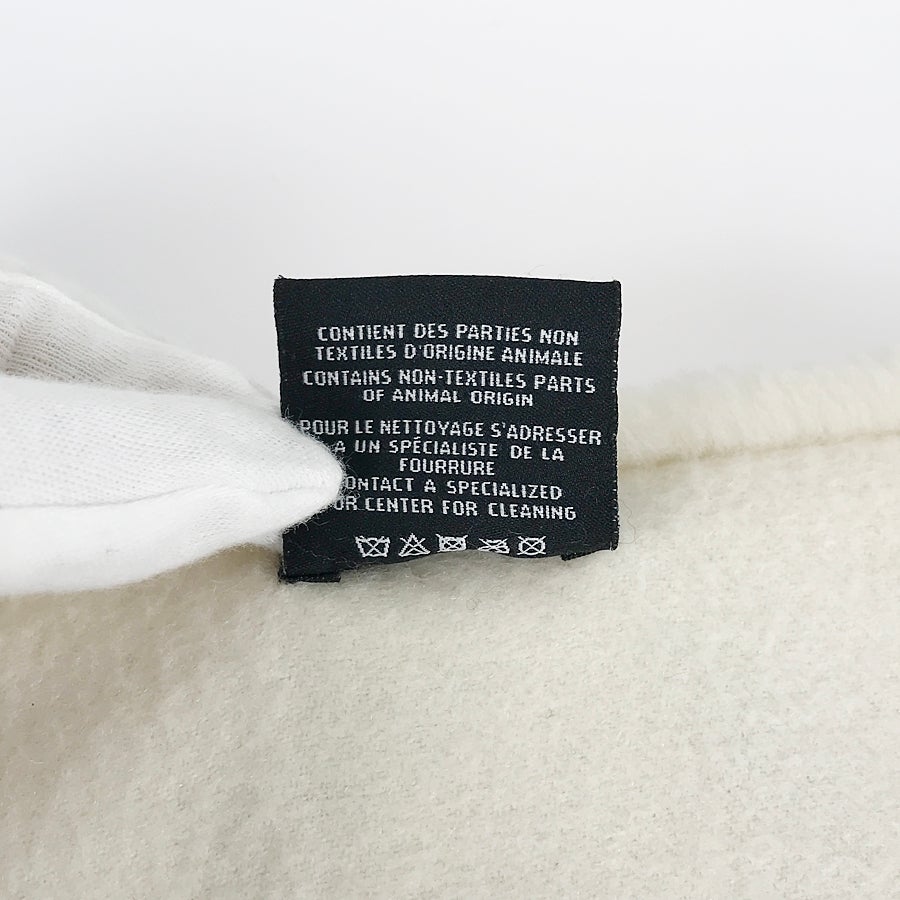 CONTIENT DES PARTIES NON
TEXTILES D'ORIGINE ANIMALE
CONTAINS NON-TEXTILES PARTS
OF ANIMAL ORIGIN
POUR LE NETTOYAGE S'ADRESSER
A UN SPÉCIALISTE DE LA
FOURRURE
CONTACT A SPECIALIZED
FUR CENTER FOR CLEANING